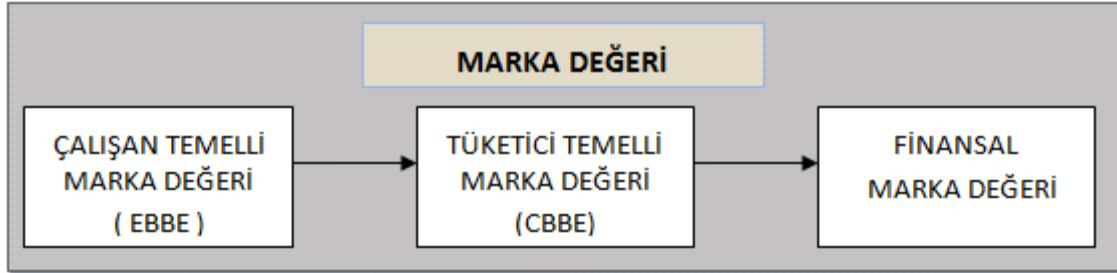 MARKA DEĞERİ
ÇALIŞAN TEMELLİ
MARKA DEĞERİ
( EBBE )
TÜKETİCİ TEMELLİ
MARKA DEĞERİ
(CBBE)
FİNANSAL
MARKA DEĞERİ